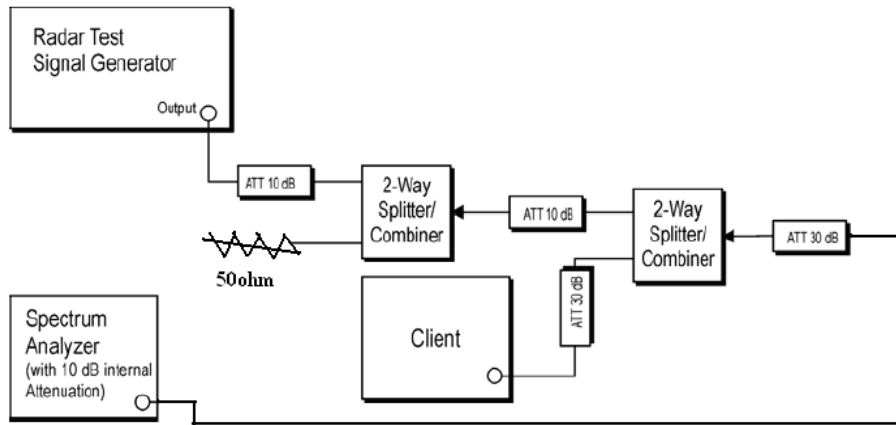 Radar Test
Signal Generator
Output
ATT 10 dB
2-Way
Splitter/
Combiner
ATT 10 dB
2-Way
Splitter/
Combiner
ATT 30 dB
50ohm
ATT 30 dB
Client
Spectrum
Analyzer
(with 10 dB internal
Attenuation)